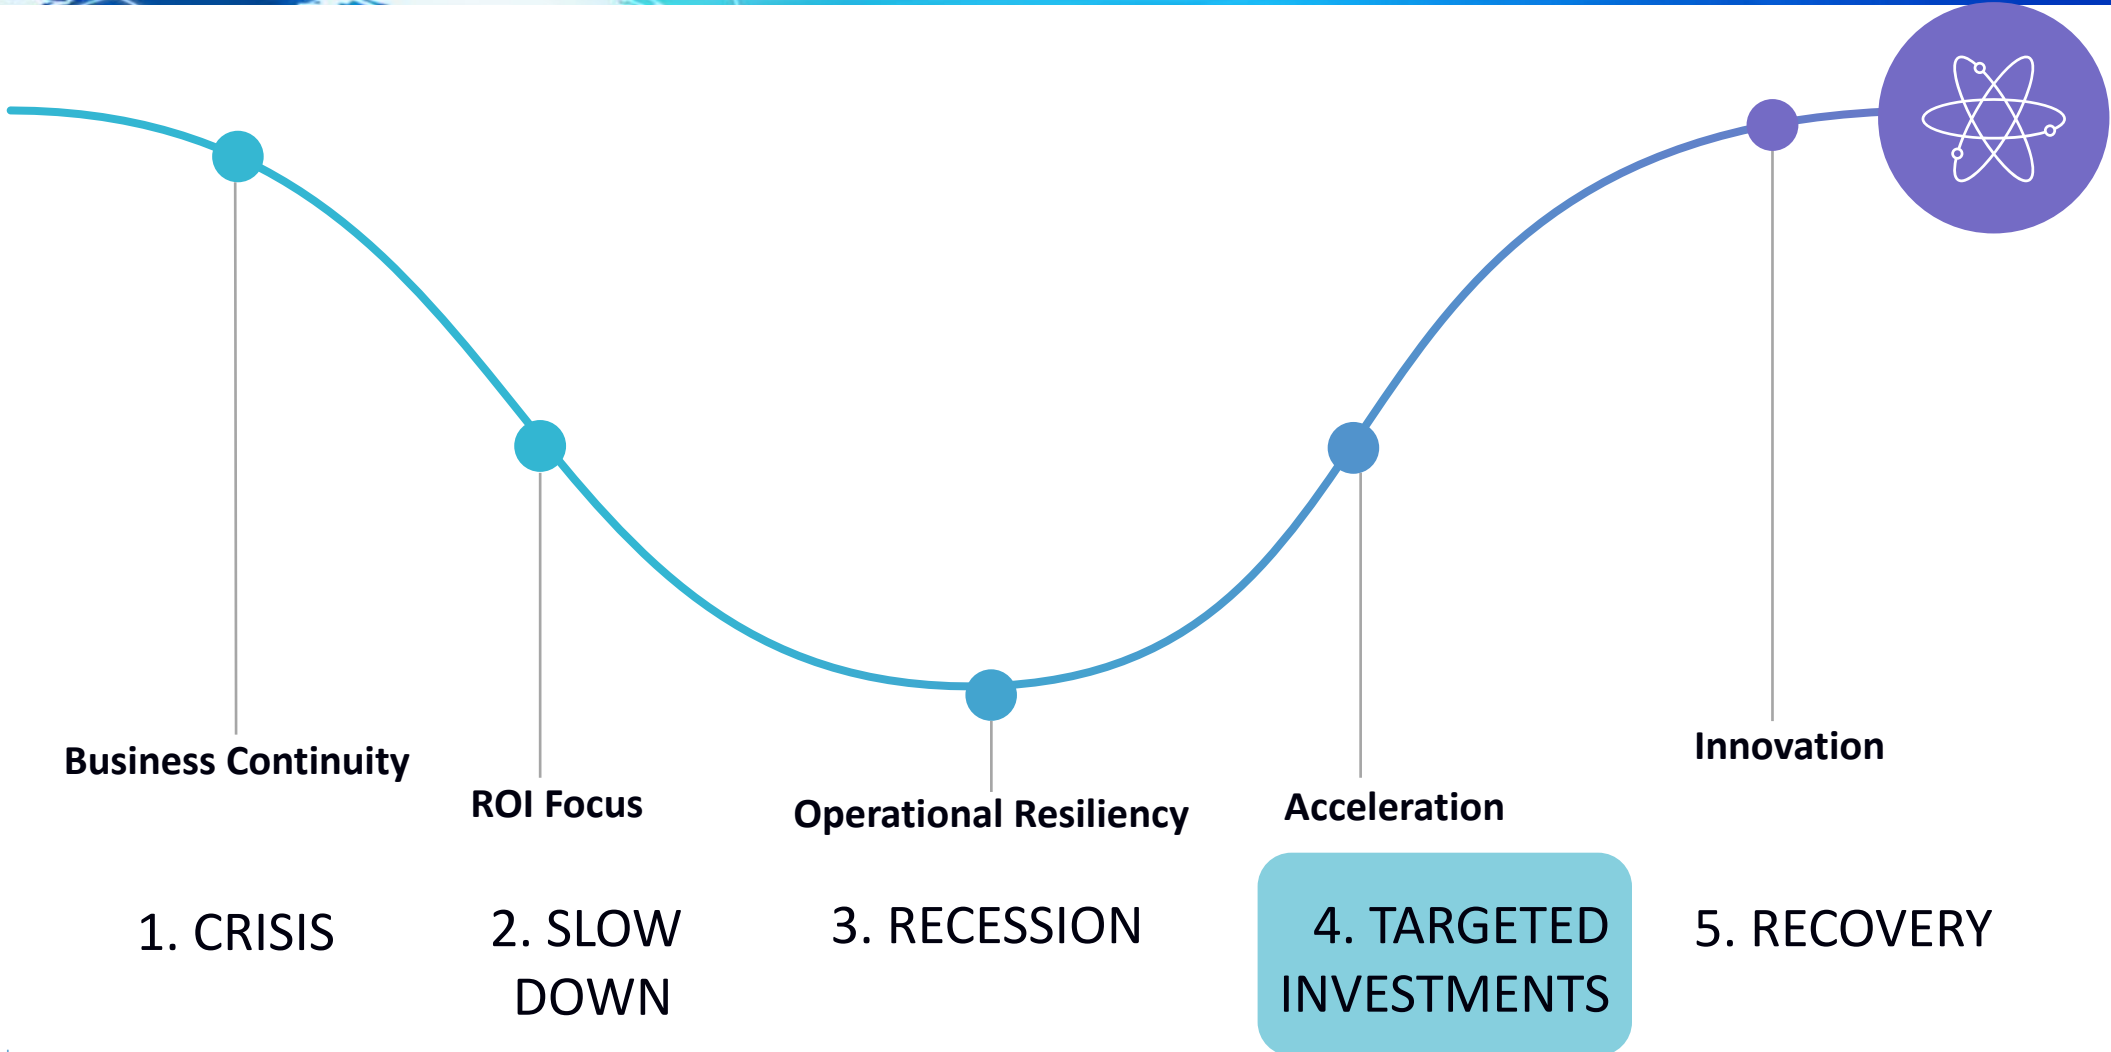 Business Continuity
ROI Focus
Operational Resiliency
Acceleration
Innovation
1. CRISIS
2. SLOW
DOWN
3. RECESSION
4. TARGETED
INVESTMENTS
5. RECOVERY